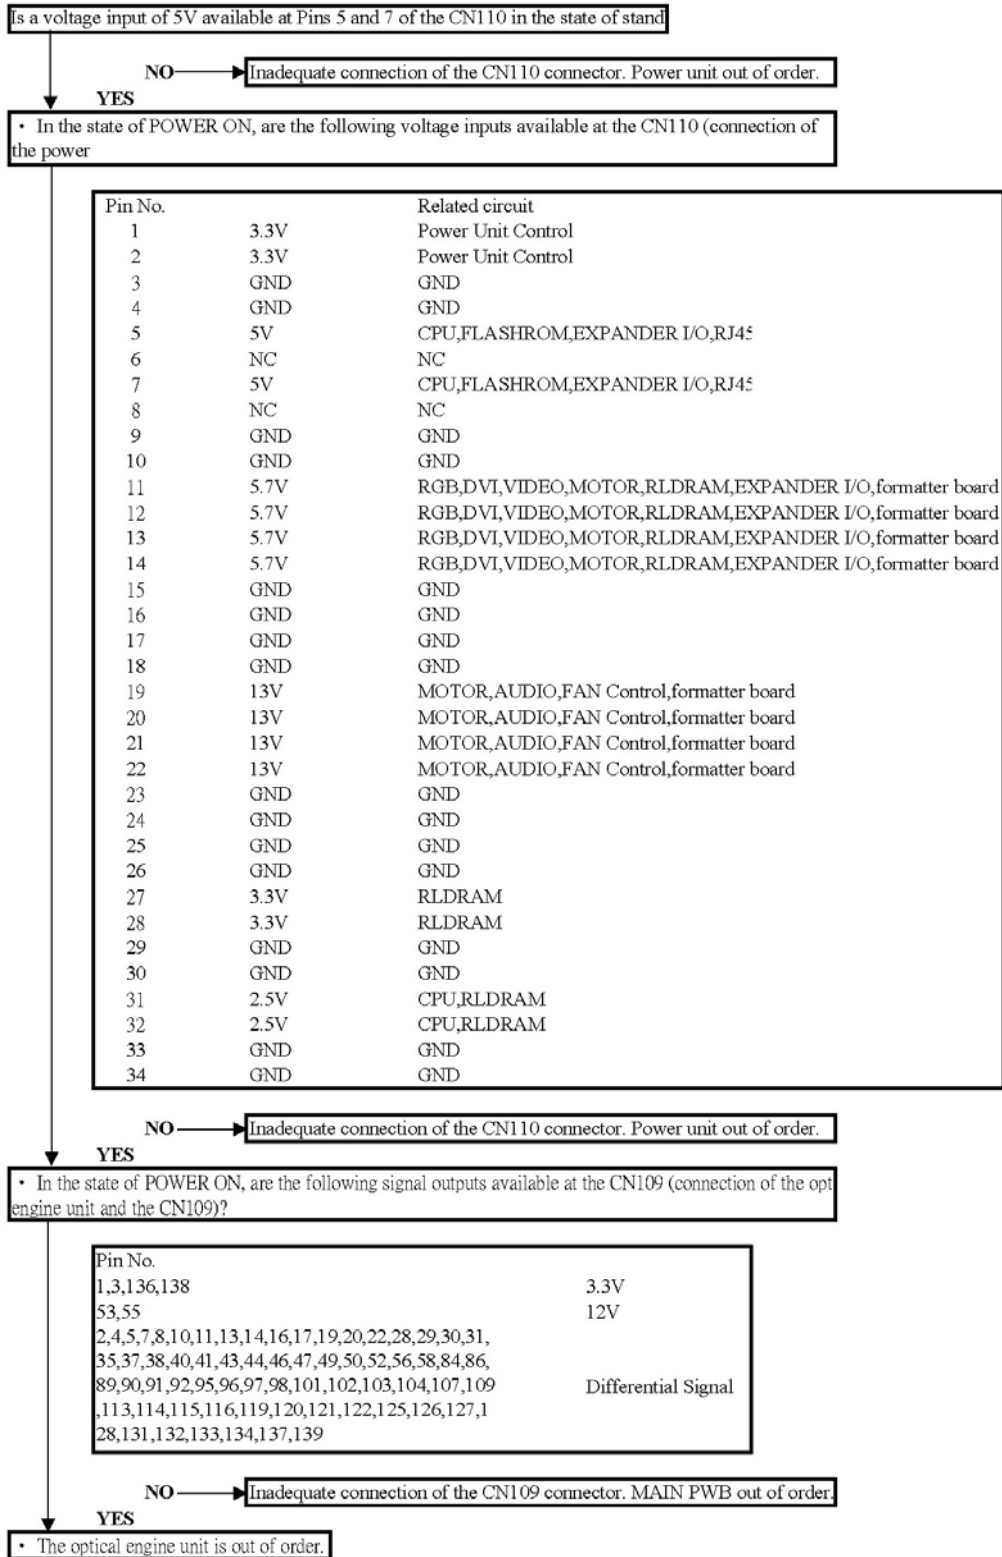 Is a voltage input of 5V available at Pins 5 and 7 of the CN110 in the state of stand
NO Inadequate connection of the CN110 connector. Power unit out of order.
YES
・ In the state of POWER ON, are the following voltage inputs available at the CN110 (connection of
the power
Pin No. Related circuit
1 3.3V Power Unit Control
2 3.3V Power Unit Control
3 GND GND
4 GND GND
5 5V CPU,FLASHROM,EXPANDER I/O,RJ45
6 NC NC
7 5V CPU,FLASHROM,EXPANDER I/O,RJ45
8 NC NC
9 GND GND
10 GND GND
11 5.7V RGB,DVI,VIDEO,MOTOR,RLDRAM,EXPANDER I/O,formatter board
12 5.7V RGB,DVI,VIDEO,MOTOR,RLDRAM,EXPANDER I/O,formatter board
13 5.7V RGB,DVI,VIDEO,MOTOR,RLDRAM,EXPANDER I/O,formatter board
14 5.7V RGB,DVI,VIDEO,MOTOR,RLDRAM,EXPANDER I/O,formatter board
15 GND GND
16 GND GND
17 GND GND
18 GND GND
19 13V MOTOR,AUDIO,FAN Control,formatter board
20 13V MOTOR,AUDIO,FAN Control,formatter board
21 13V MOTOR,AUDIO,FAN Control,formatter board
22 13V MOTOR,AUDIO,FAN Control,formatter board
23 GND GND
24 GND GND
25 GND GND
26 GND GND
27 3.3V RLDRAM
28 3.3V RLDRAM
29 GND GND
30 GND GND
31 2.5V CPU,RLDRAM
32 2.5V CPU,RLDRAM
33 GND GND
34 GND GND
NO Inadequate connection of the CN110 connector. Power unit out of order.
YES
・ In the state of POWER ON, are the following signal outputs available at the CN109 (connection of the opt
engine unit and the CN109)?
Pin No.
1,3,136,138 3.3V
53,55 12V
2,4,5,7,8,10,11,13,14,16,17,19,20,22,28,29,30,31,
35,37,38,40,41,43,44,46,47,49,50,52,56,58,84,86,
89,90,91,92,95,96,97,98,101,102,103,104,107,109 Differential Signal
,113,114,115,116,119,120,121,122,125,126,127,1
28,131,132,133,134,137,139
NO Inadequate connection of the CN109 connector. MAIN PWB out of order.
YES
・ The optical engine unit is out of order.